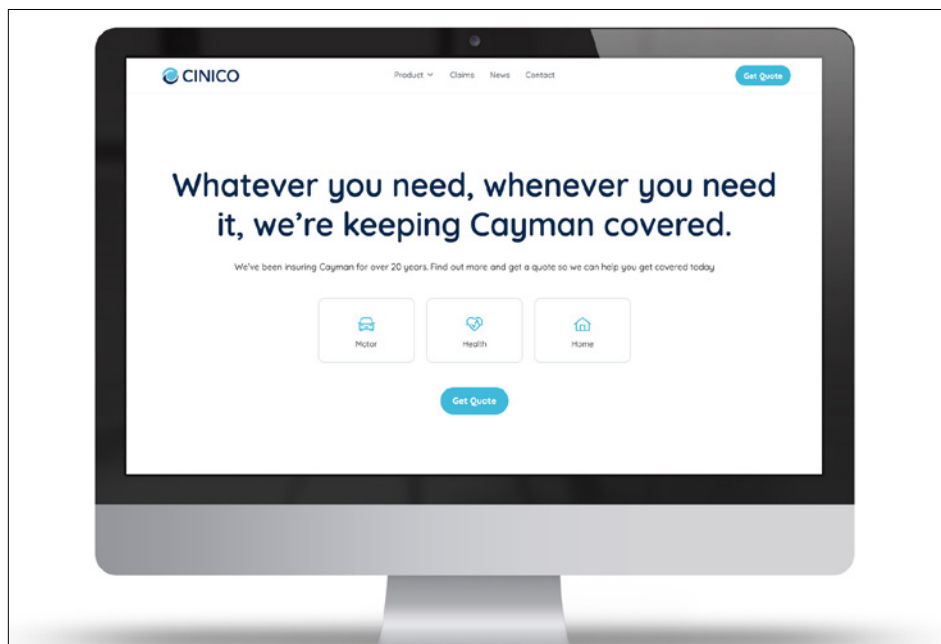 CINICO
Product
Claims
News
Contact
Get Quote
Whatever you need, whenever you need
it, we're keeping Cayman covered.
We've been insuring Cayman for over 20 years. Find out more and get a quote so we can help you get covered today
Motor
Health
Home
Get Quote